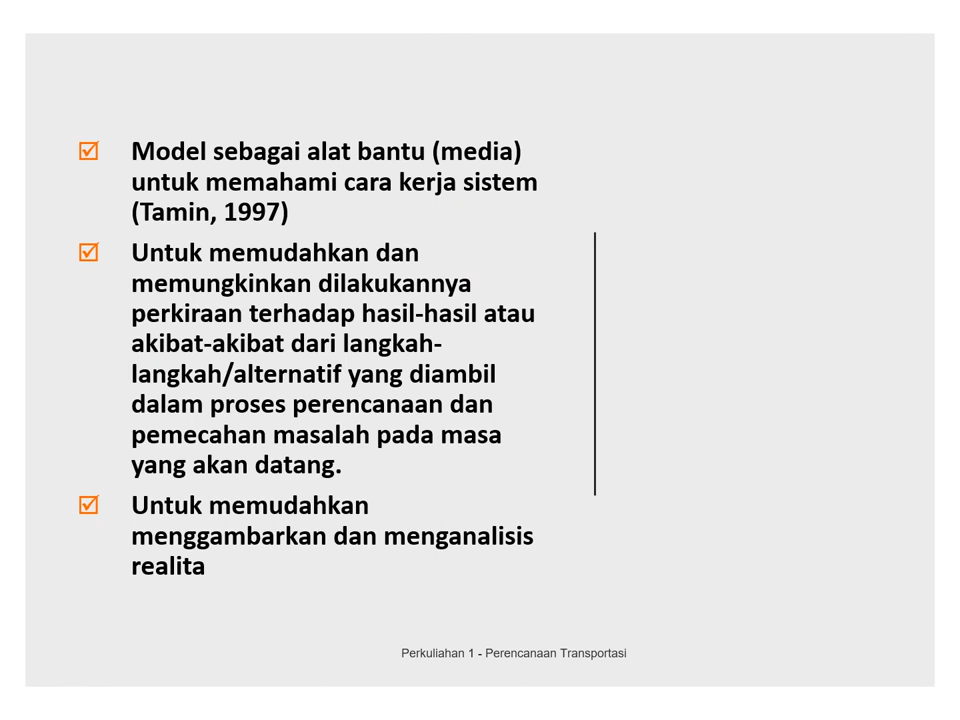 Model sebagai alat bantu (media)
untuk memahami cara kerja sistem
(Tamin, 1997)
Untuk memudahkan dan
memungkinkan dilakukannya
perkiraan terhadap hasil-hasil atau
akibat-akibat dari langkah-
langkah/alternatif yang diambil
dalam proses perencanaan dan
pemecahan masalah pada masa
yang akan datang.
Untuk memudahkan
menggambarkan dan menganalisis
realita
Perkuliahan 1 - Perencanaan Transportasi